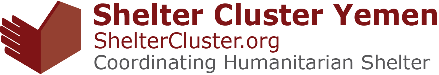 Shelter Cluster Yemen
ShelterCluster.org
Coordinating Humanitarian Shelter